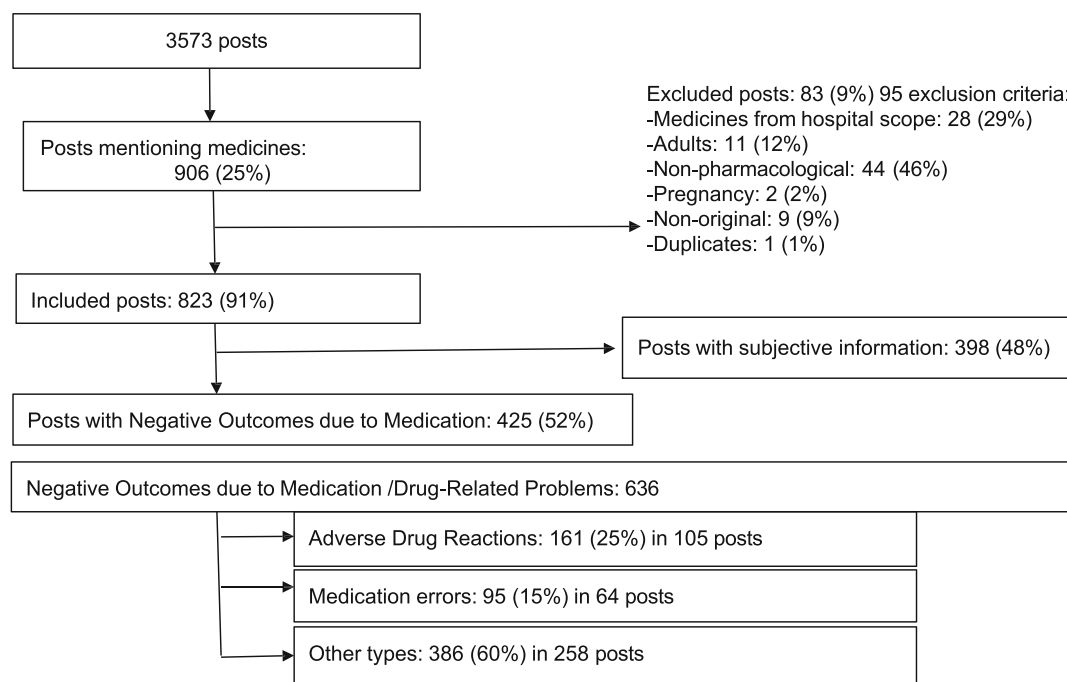 3573 posts
Posts mentioning medicines:
906 (25%)
Excluded posts: 83 (9%) 95 exclusion criteria:
-Medicines from hospital scope: 28 (29%)
-Adults: 11 (12%)
-Non-pharmacological: 44 (46%)
-Pregnancy: 2 (2%)
-Non-original: 9 (9%)
-Duplicates: 1 (1%)
Included posts: 823 (91%)
Posts with subjective information: 398 (48%)
Posts with Negative Outcomes due to Medication: 425 (52%)
Negative Outcomes due to Medication /Drug-Related Problems: 636
Adverse Drug Reactions: 161 (25%) in 105 posts
Medication errors: 95 (15%) in 64 posts
Other types: 386 (60%) in 258 posts